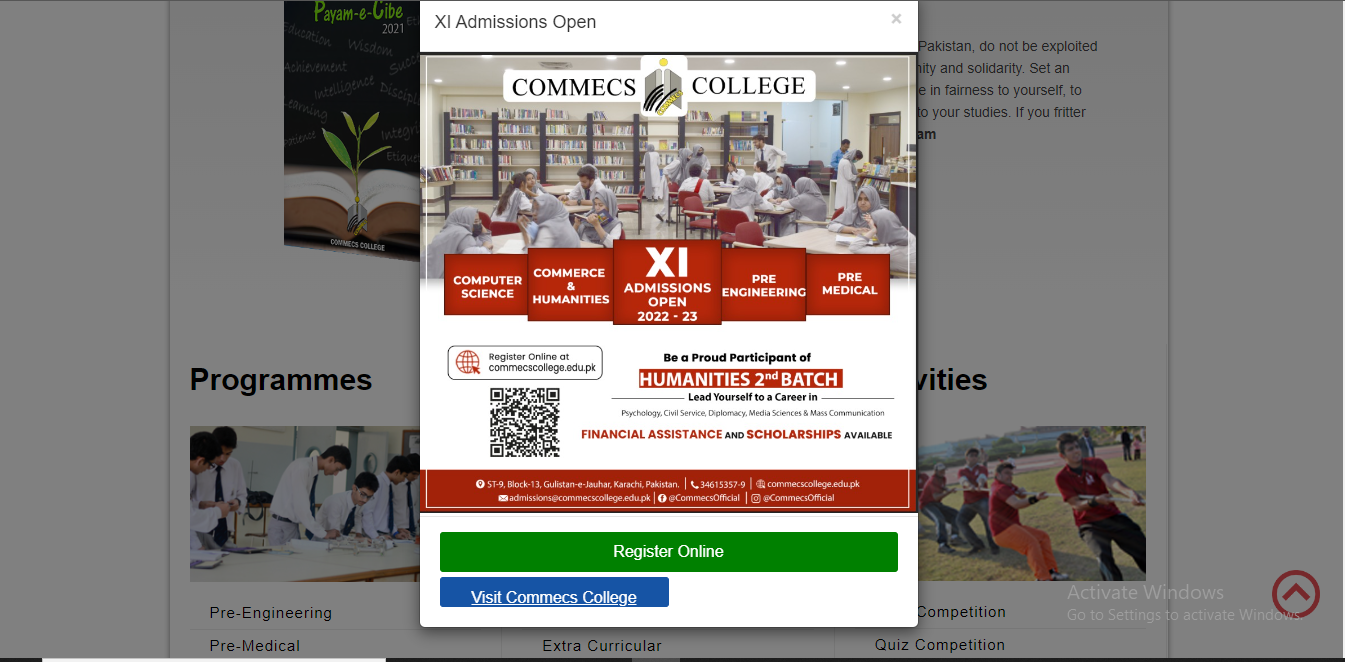 Payam-e-Cibe
2021
Education
Wisdom
Achievement
Intelligence
Learning
XI Admissions Open
×
Pakistan, do not be exploited
nity and solidarity. Set an
e in fairness to yourself, to
to your studies. If you fritter
am
COMMECS COLLEGE
COMPUTER
SCIENCE
COMMERCE
&
HUMANITIES
XI
ADMISSIONS
OPEN
2022 - 23
PRE
ENGINEERING
PRE
MEDICAL
Register Online at
commecscollege.edu.pk
Be a Proud Participant of
HUMANITIES 2nd BATCH
Lead Yourself to a Career in
Psychology, Civil Service, Diplomacy, Media Sciences & Mass Communication
FINANCIAL ASSISTANCE AND SCHOLARSHIPS AVAILABLE
ST-9, Block-13, Gulistan-e-Jauhar, Karachi, Pakistan. | 34615357-9 | commecscollege.edu.pk
admissions@commecscollege.edu.pk | @CommecsOfficial | @CommecsOfficial
Register Online
Visit Commecs College
COMMECS COLLEGE
Programmes
vities
Pre-Engineering
Pre-Medical
Extra Curricular
Competition
Quiz Competition
Activate Windows
Go to Settings to activate Windows.